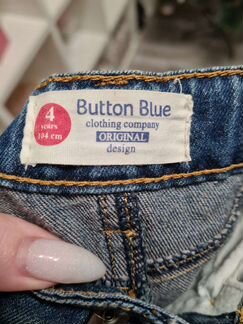 4
years
104 cm
Button Blue
clothing company
ORIGINAL
design